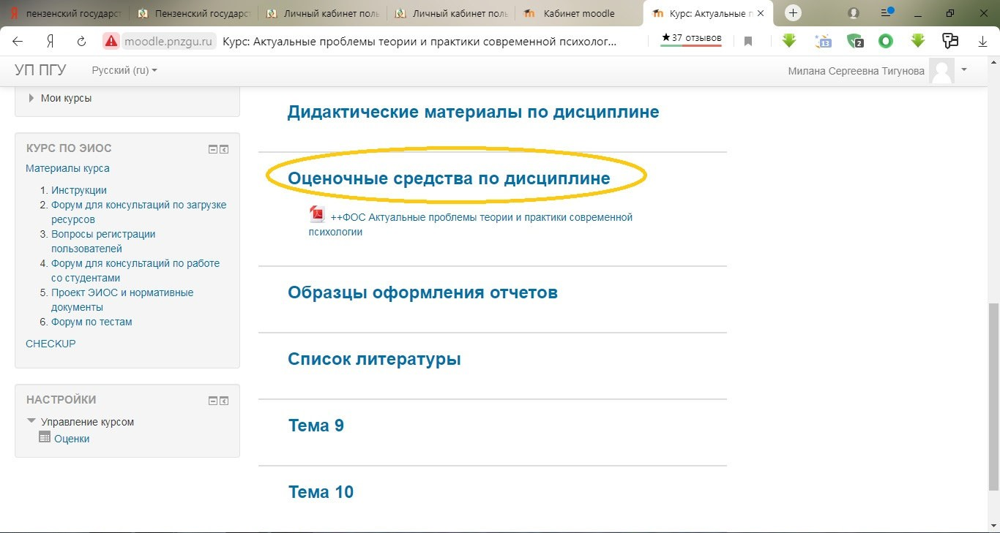 пензенский государст
Пензенский государс
Личный кабинет поль
Личный кабинет поль
Кабинет moodle
Курс: Актуальные п
moodle.pnzgu.ru Курс: Актуальные проблемы теории и практики современной психолог...
★37 отзывов
13
2
УП ПГУ
Русский (ru)
Милана Сергеевна Тигунова
Мои курсы
КУРС ПО ЭИОС
Материалы курса
1. Инструкции
2. Форум для консультаций по загрузке
ресурсов
3. Вопросы регистрации
пользователей
4. Форум для консультаций по работе
со студентами
5. Проект ЭИОС и нормативные
документы
6. Форум по тестам
CHECKUP
НАСТРОЙКИ
Управление курсом
Оценки
Дидактические материалы по дисциплине
Оценочные средства по дисциплине
++ФОС Актуальные проблемы теории и практики современной
психологии
Образцы оформления отчетов
Список литературы
Тема 9
Тема 10